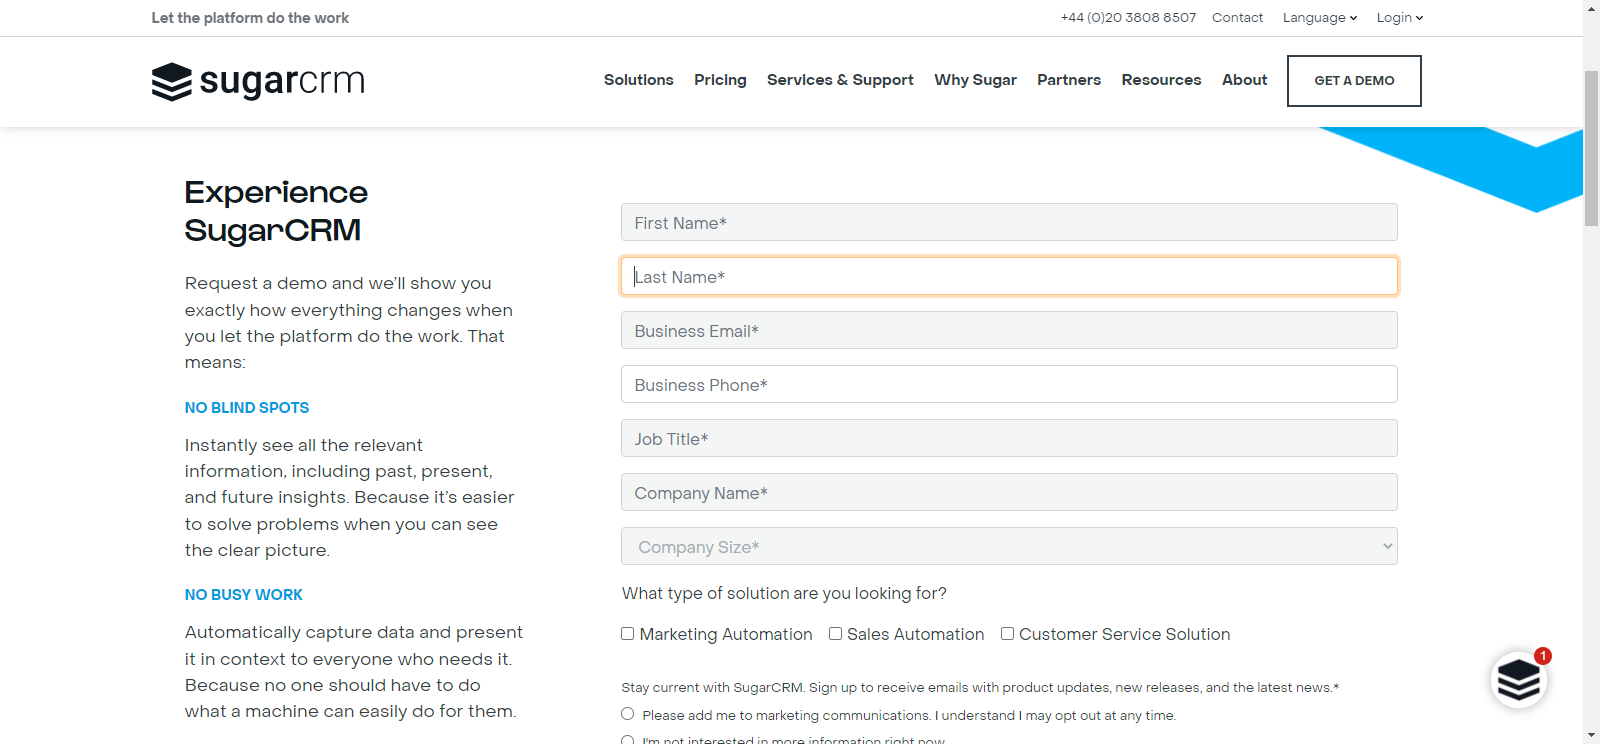 Let the platform do the work
+44 (0)20 3808 8507 Contact Language Login
sugarcrm
Solutions Pricing Services & Support Why Sugar Partners Resources About GET A DEMO
Experience
SugarCRM
Request a demo and we’ll show you
exactly how everything changes when
you let the platform do the work. That
means:
NO BLIND SPOTS
Instantly see all the relevant
information, including past, present,
and future insights. Because it’s easier
to solve problems when you can see
the clear picture.
NO BUSY WORK
Automatically capture data and present
it in context to everyone who needs it.
Because no one should have to do
what a machine can easily do for them.
First Name*
Last Name*
Business Email*
Business Phone*
Job Title*
Company Name*
Company Size*
What type of solution are you looking for?
Marketing Automation Sales Automation Customer Service Solution
Stay current with SugarCRM. Sign up to receive emails with product updates, new releases, and the latest news.*
Please add me to marketing communications. I understand I may opt out at any time.
I'm not interested in more information right now
1